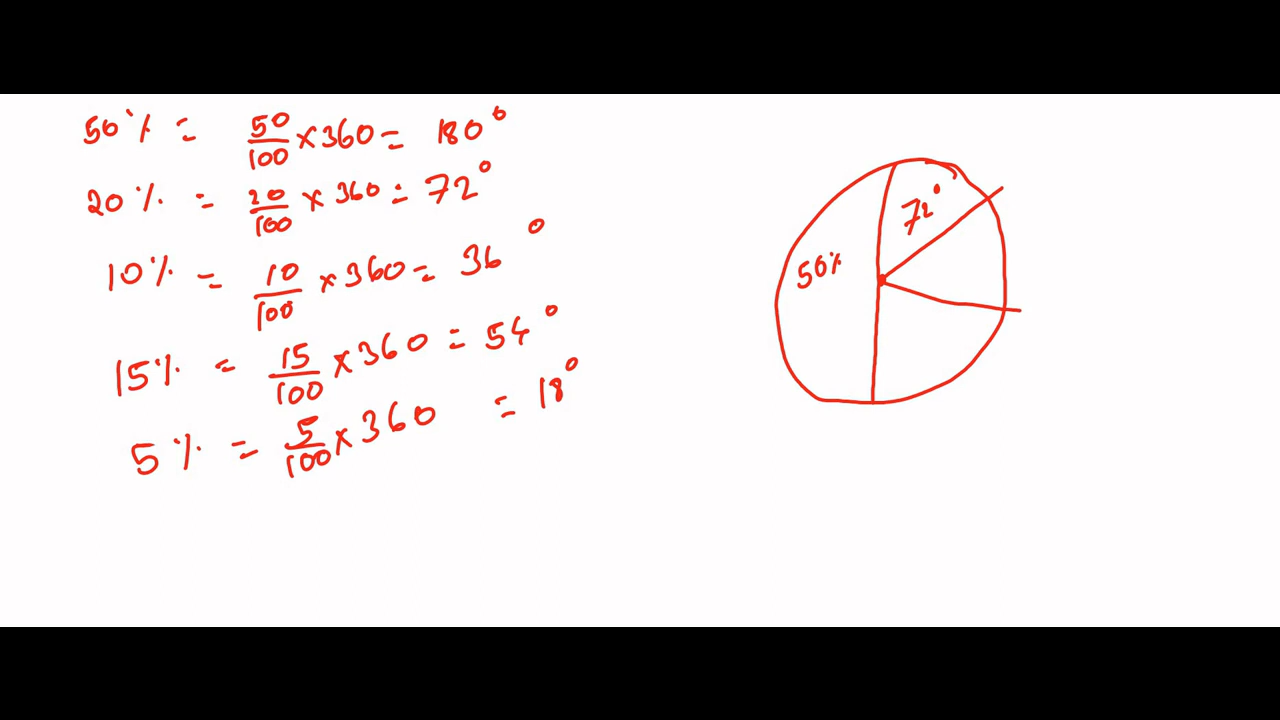 50% = 50/100 × 360 = 180°
20% = 20/100 × 360 = 72°
10% = 10/100 × 360 = 36°
15% = 15/100 × 360 = 54°
5% = 5/100 × 360 = 18°
50%
72°